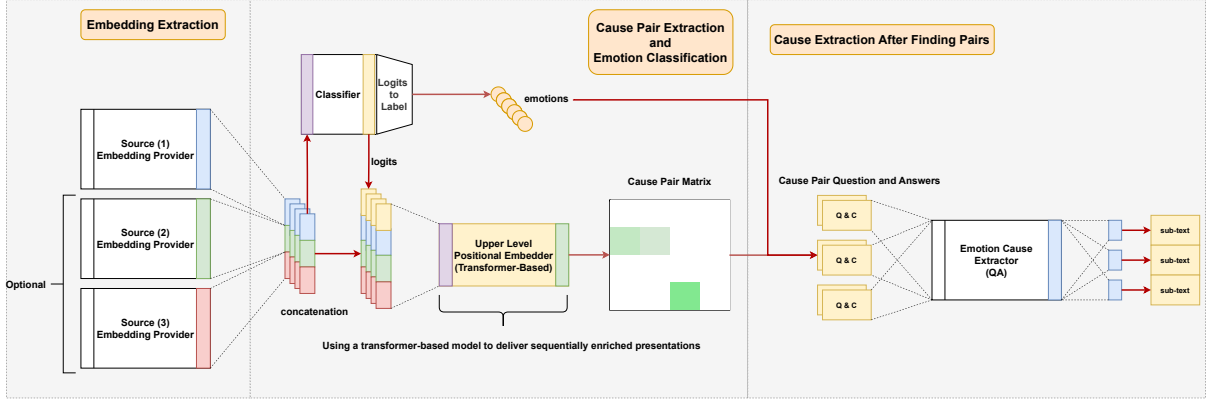 Embedding Extraction
Cause Pair Extraction
and
Emotion Classification
Cause Extraction After Finding Pairs
Classifier
Logits
to
Label
emotions
logits
Source (1)
Embedding Provider
Source (2)
Embedding Provider
Optional
Source (3)
Embedding Provider
concatenation
Upper Level
Positional Embedder
(Transformer-Based)
Using a transformer-based model to deliver sequentially enriched presentations
Cause Pair Matrix
Cause Pair Question and Answers
Q & C
Q & C
Q & C
Emotion Cause
Extractor
(QA)
sub-text
sub-text
sub-text